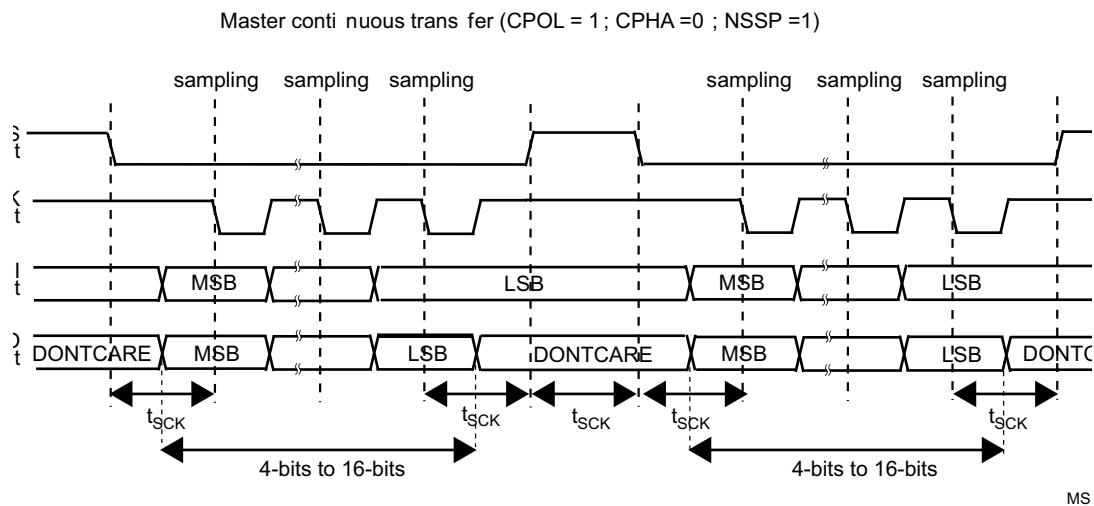 Master conti nuous trans fer (CPOL = 1 ; CPHA =0 ; NSSP =1)
sampling sampling sampling sampling sampling sampling
t
t
t
t
MSB LSB MSB LSB
DONTCARE MSB LSB DONTCARE MSB LSB DONTC
tSCK tSCK tSCK tSCK tSCK
4-bits to 16-bits 4-bits to 16-bits
MS